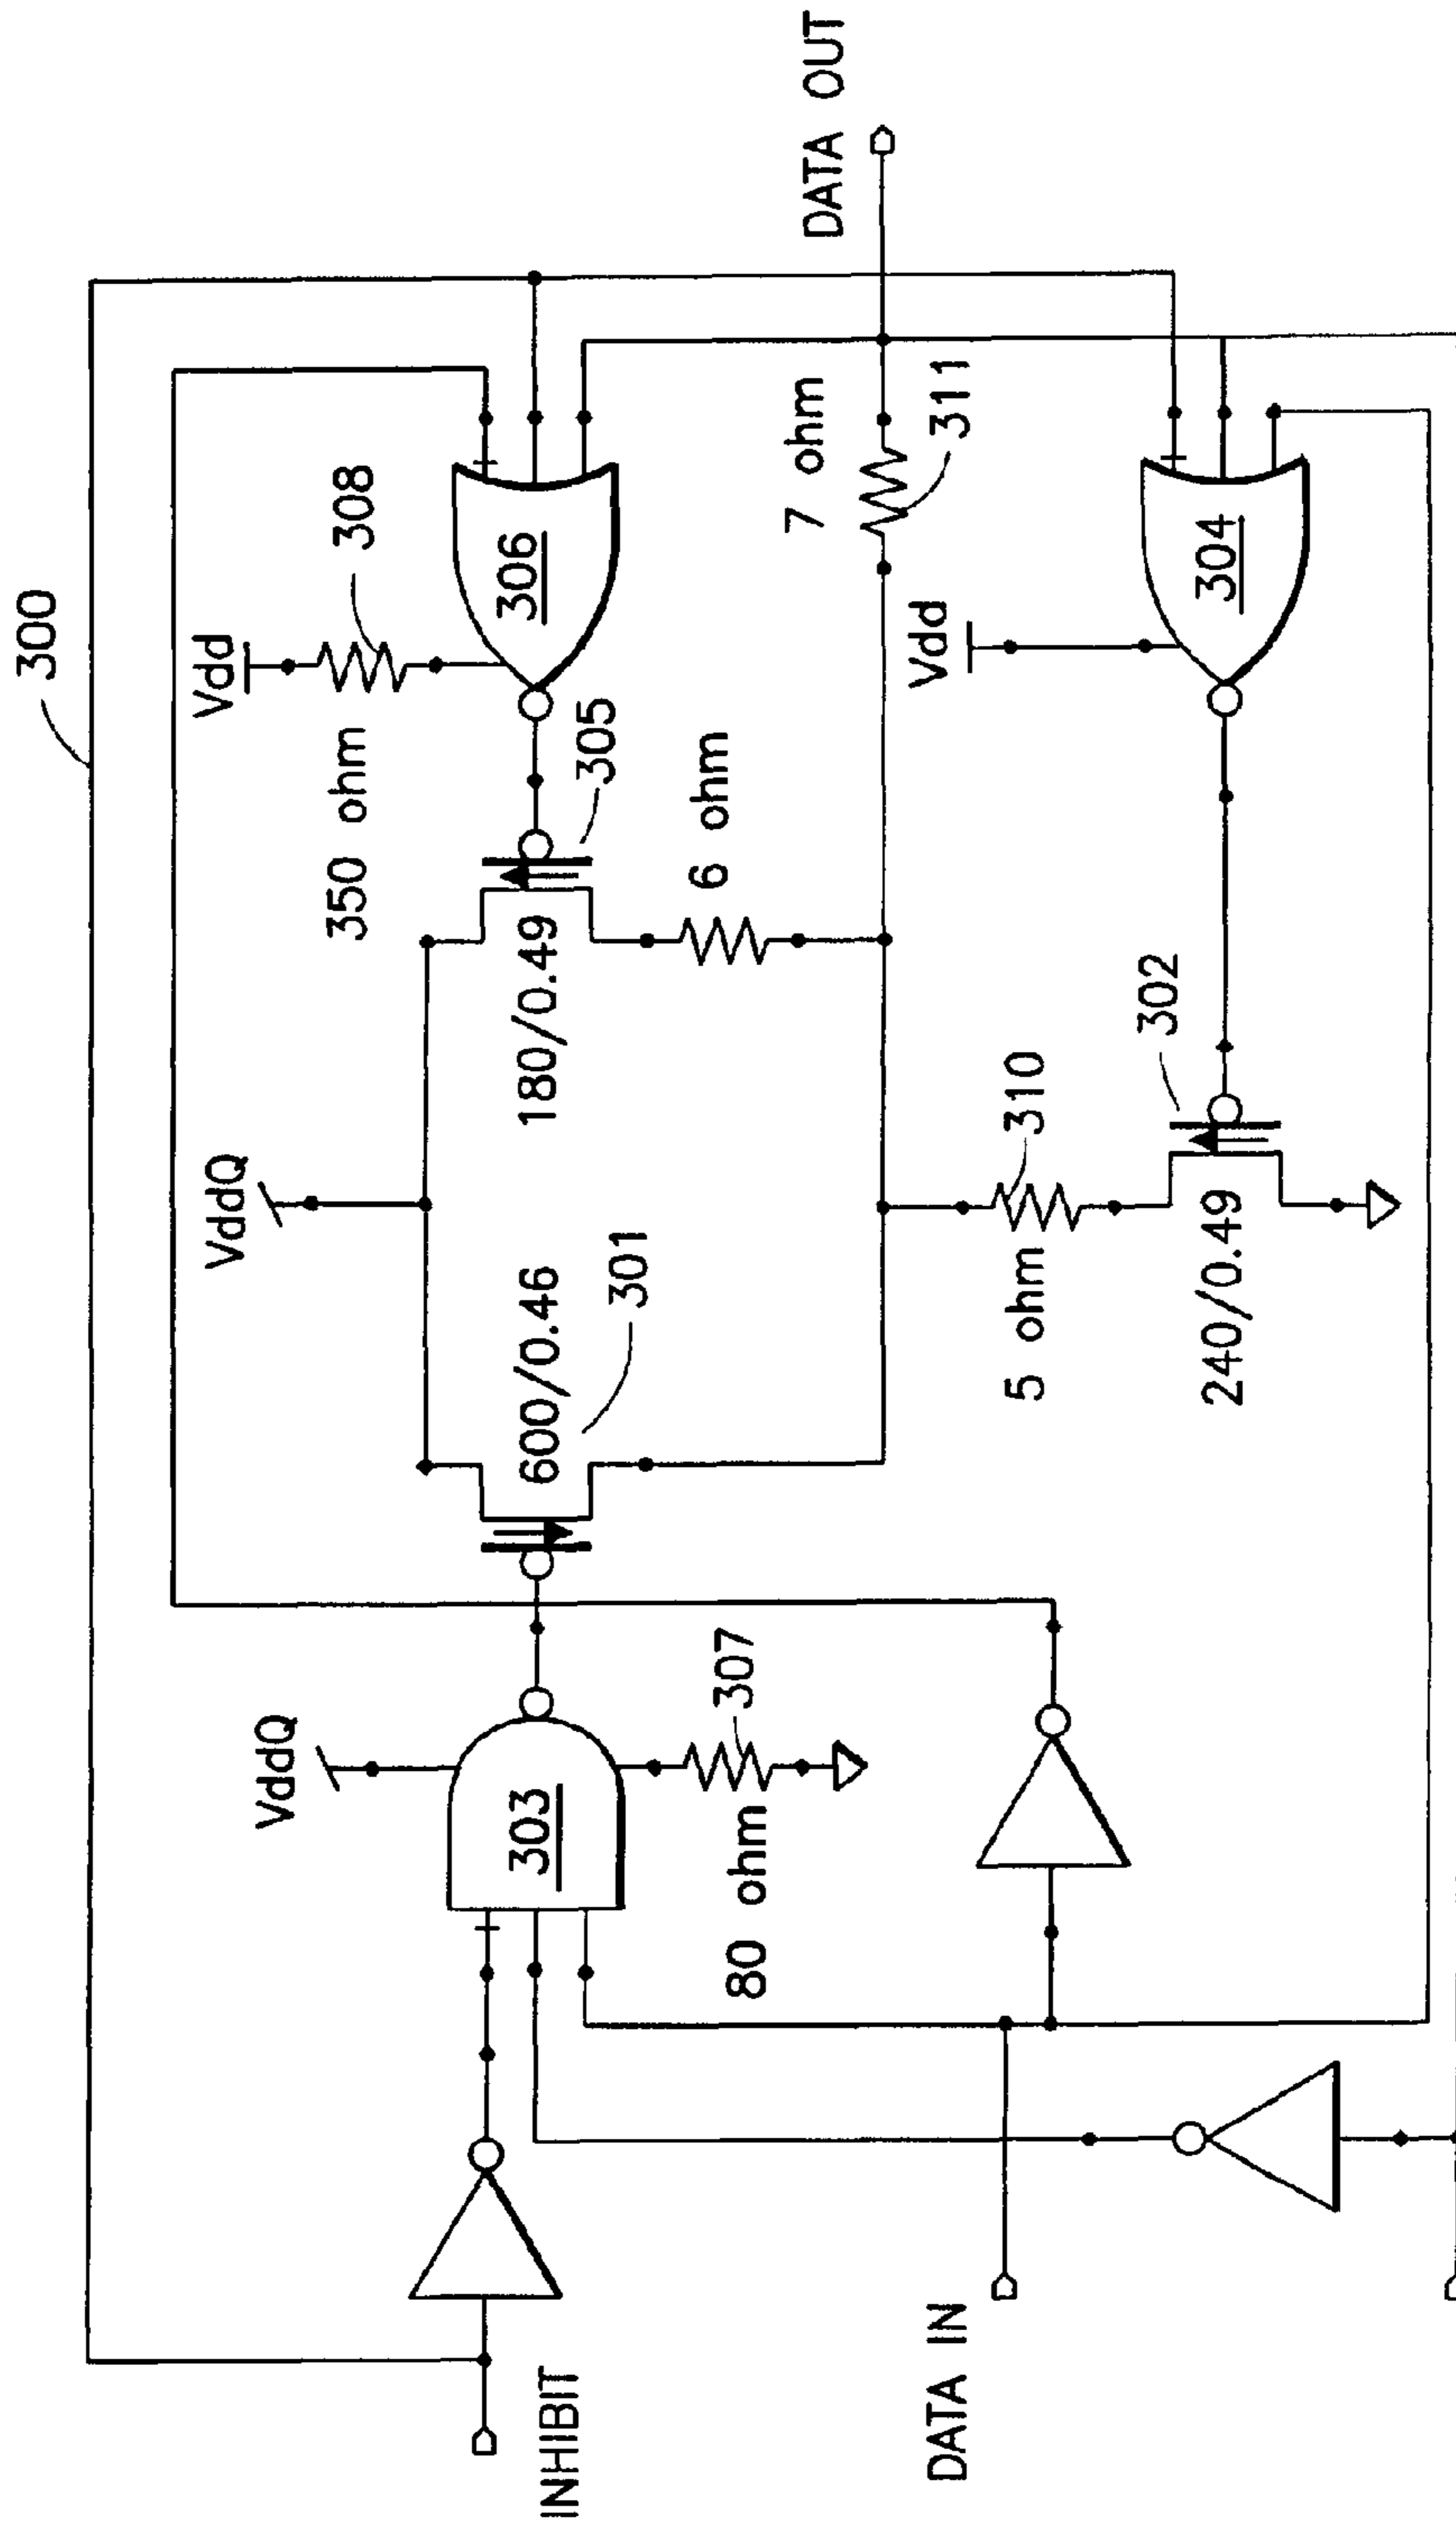 300
Vdd
308
350 ohm
306
305
180/0.49
6 ohm
VddQ
600/0.46
301
DATA OUT
7 ohm
311
Vdd
304
310
5 ohm
302
240/0.49
VddQ
303
307
80 ohm
INHIBIT
DATA IN